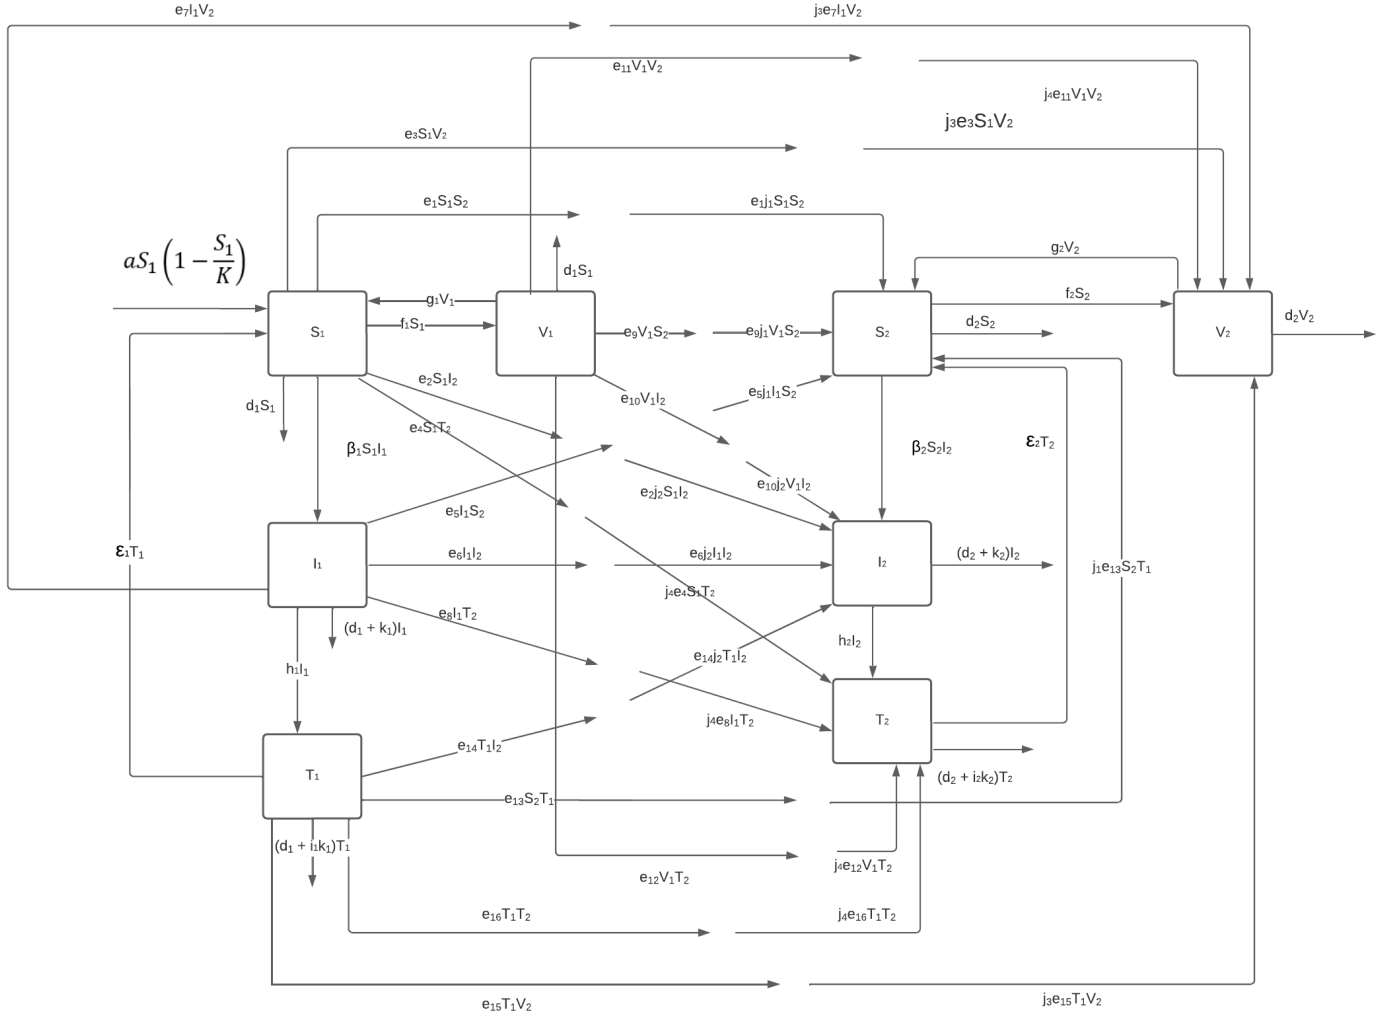 e₇I₁V₂
j₃e₇I₁V₂
e₁₁V₁V₂
j₄e₁₁V₁V₂
j₃e₃S₁V₂
e₃S₁V₂
e₁S₁S₂
e₁j₁S₁S₂
aS₁(1−S₁/K)
d₁S₁
g₂V₂
g₁V₁
f₁S₁
f₂S₂
S₁
V₁
e₉V₁S₂
e₉j₁V₁S₂
S₂
d₂S₂
V₂
d₂V₂
e₂S₁I₂
e₁₀V₁I₂
e₅j₁I₁S₂
d₁S₁
e₄S₁T₂
β₁S₁I₁
β₂S₂I₂
ε₂T₂
e₁₀j₂V₁I₂
e₂j₂S₁I₂
e₅I₁S₂
ε₁T₁
I₁
e₆I₁I₂
e₆j₂I₁I₂
I₂
(d₂ + k₂)I₂
j₁e₁₃S₂T₁
j₄e₄S₁T₂
e₈I₁T₂
(d₁ + k₁)I₁
h₂I₂
e₁₄j₂T₁I₂
h₁I₁
j₄e₈I₁T₂
T₂
e₁₄T₁I₂
T₁
(d₂ + i₂k₂)T₂
e₁₃S₂T₁
(d₁ + i₁k₁)T₁
j₄e₁₂V₁T₂
e₁₂V₁T₂
e₁₆T₁T₂
j₄e₁₆T₁T₂
e₁₅T₁V₂
j₃e₁₅T₁V₂